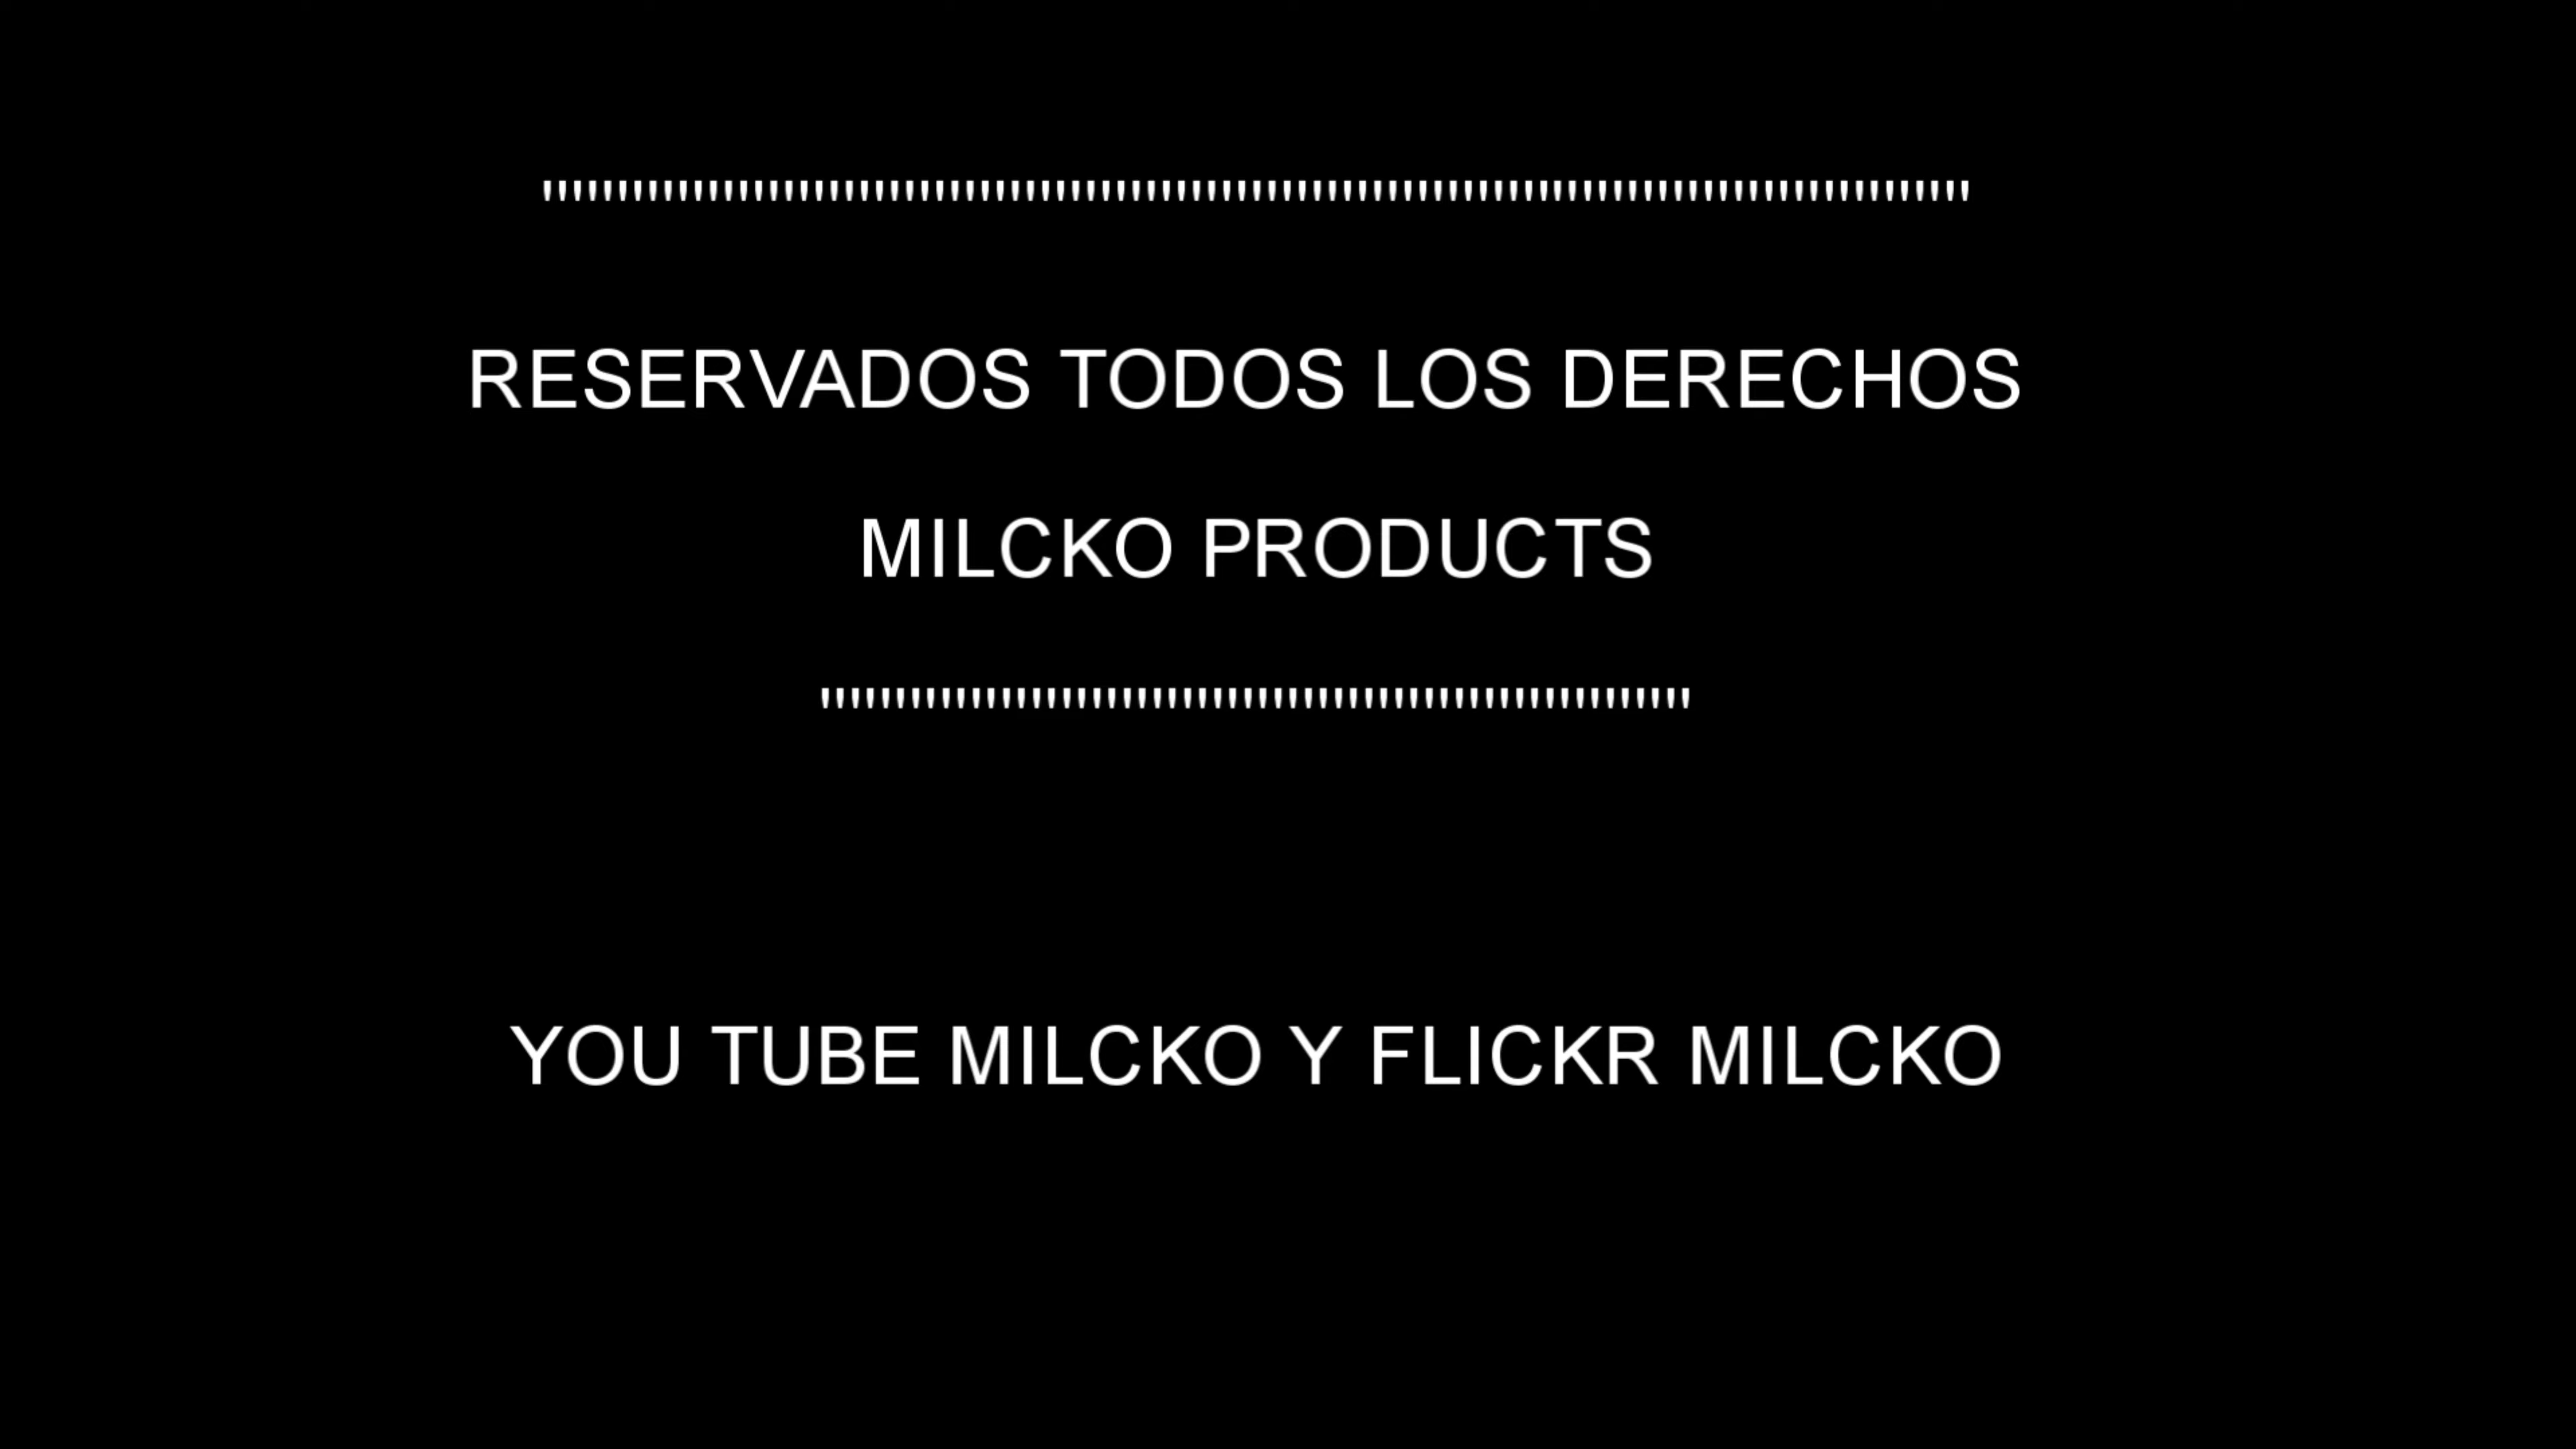 """""""""""""""""""""""""""""""""""""""""""""""
RESERVADOS TODOS LOS DERECHOS
MILCKO PRODUCTS
"""""""""""""""""""""""""""""
YOU TUBE MILCKO Y FLICKR MILCKO